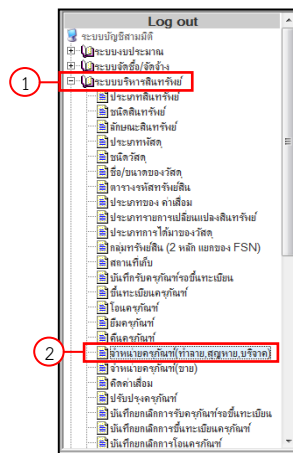 Log out
ระบบบัญชีสามมิติ
ระบบงบประมาณ
ระบบจัดซื้อ/จัดจ้าง
1
ระบบบริหารสินทรัพย์
ประเภทสินทรัพย์
ชนิดสินทรัพย์
ลักษณะสินทรัพย์
ประเภทพัสดุ
ชนิดวัสดุ
ชื่อ/ขนาดของวัสดุ
ตารางรหัสทรัพย์สิน
ประเภทของ ค่าเสื่อม
ประเภทรายการเปลี่ยนแปลงสินทรัพย์
ประเภทการได้มาของวัสดุ
กลุ่มทรัพย์สิน (2 หลัก แยกของ FSN)
สถานที่เก็บ
บันทึกรับครุภัณฑ์รอขึ้นทะเบียน
ขึ้นทะเบียนครุภัณฑ์
โอนครุภัณฑ์
ยืมครุภัณฑ์
คืนครุภัณฑ์
2
จำหน่ายครุภัณฑ์(ทำลาย,สูญหาย,บริจาค)
จำหน่ายครุภัณฑ์(ขาย)
คิดค่าเสื่อม
ปรับปรุงครุภัณฑ์
บันทึกยกเลิกการรับครุภัณฑ์รอขึ้นทะเบียน
บันทึกยกเลิกการขึ้นทะเบียนครุภัณฑ์
บันทึกยกเลิกการโอนครุภัณฑ์